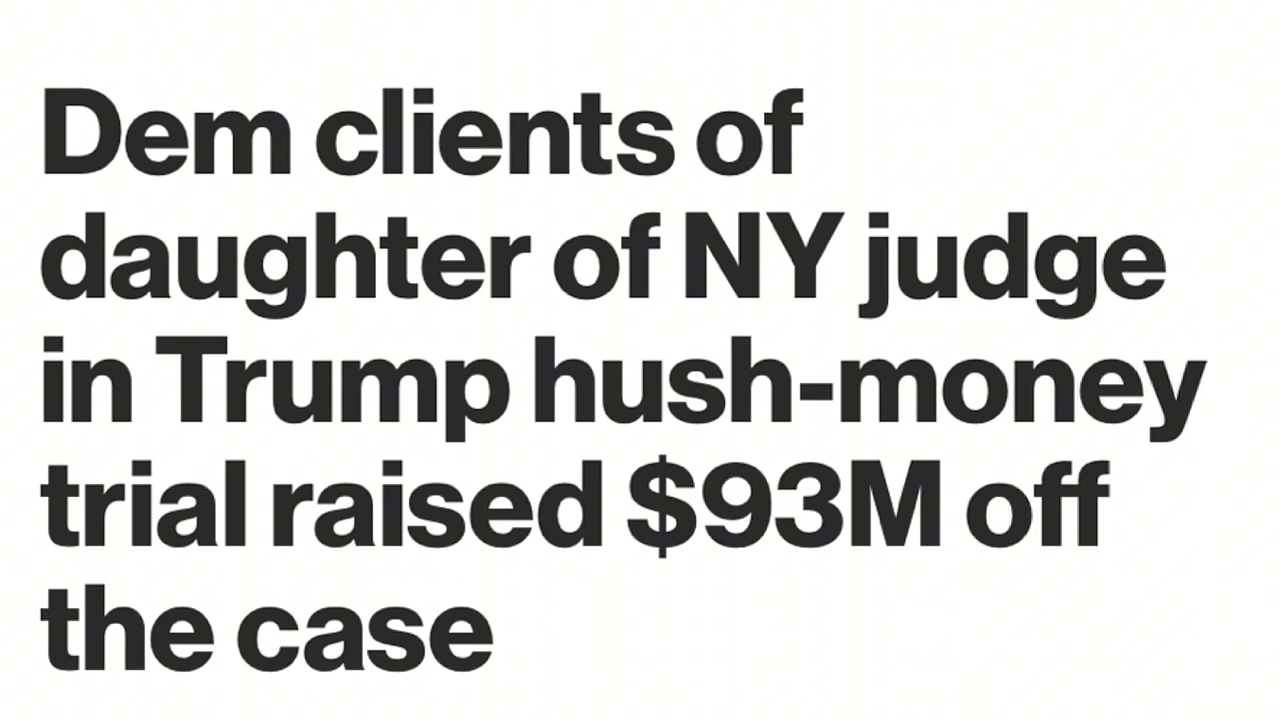 Dem clients of
daughter of NY judge
in Trump hush-money
trial raised $93M off
the case